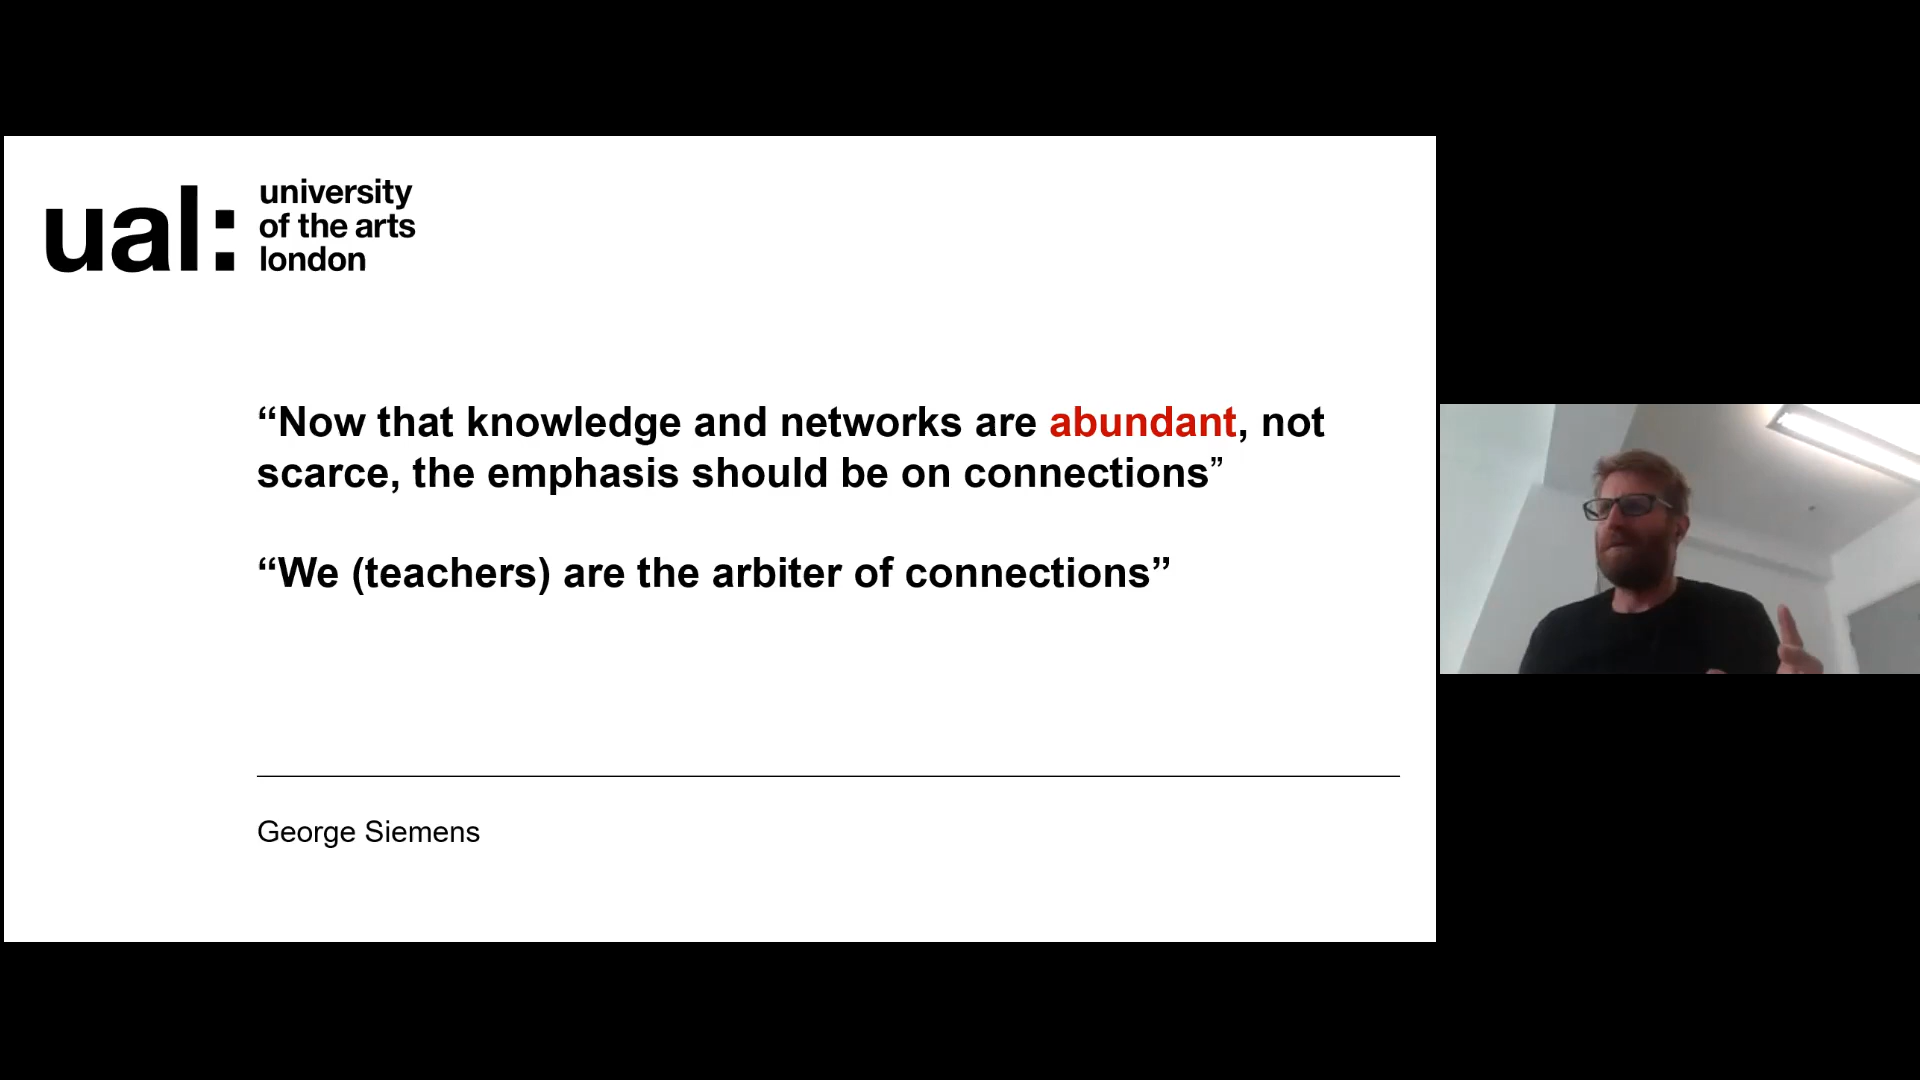 ual:
university
of the arts
london
“Now that knowledge and networks are abundant, not
scarce, the emphasis should be on connections”
“We (teachers) are the arbiter of connections”
George Siemens